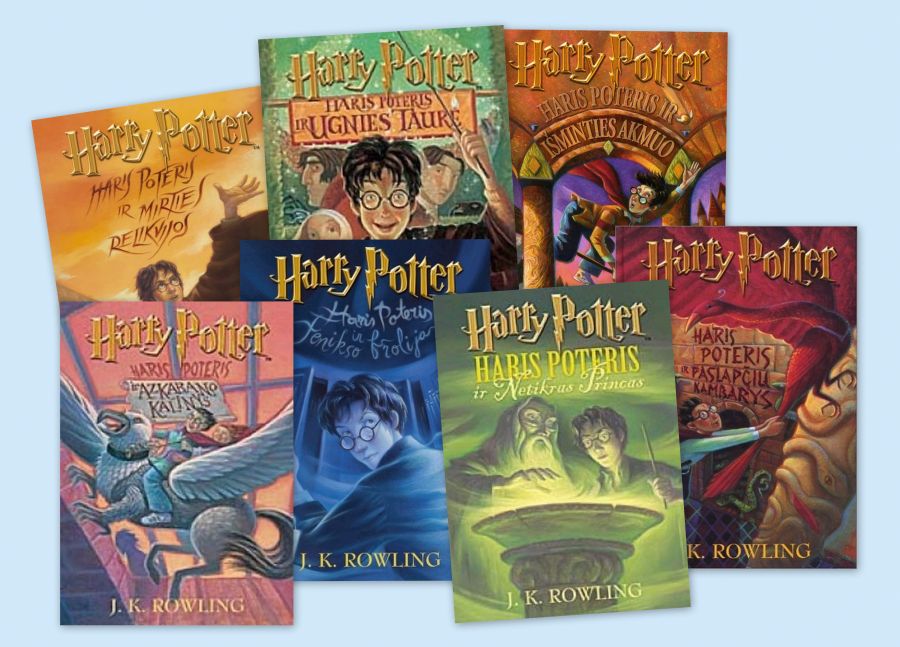 Harry Potter
HARIS POTERIS
IR MIRTIES
RELIKVIJOS
Harry Potter
HARIS POTERIS
IR UGNIES TAURĖ
Harry Potter
HARIS POTERIS IR
IŠMINTIES AKMUO
Harry Potter
HARIS POTERIS
IR AZKABANO
KALINYS
J. K. ROWLING
Harry Potter
Haris Poteris
ir
Fenikso brolija
J. K. ROWLING
Harry Potter
HARIS POTERIS
ir Netikras Princas
J. K. ROWLING
Harry Potter
HARIS
POTERIS
IR PASLAPČIŲ
KAMBARYS
K. ROWLING